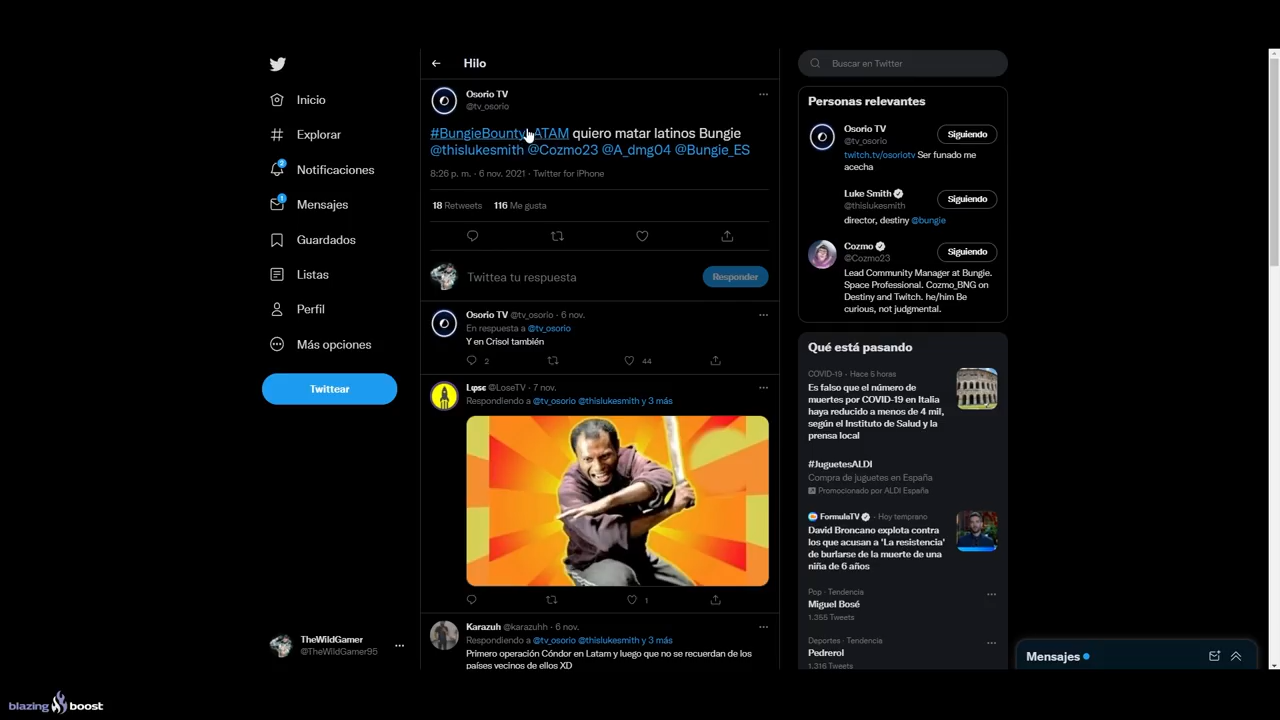 Inicio
Explorar
2
Notificaciones
1
Mensajes
Guardados
Listas
Perfil
Más opciones
Twittear
TheWildGamer
@TheWildGamer95
Hilo
Osorio TV
@tv_osorio
#BungieBountyLATAM quiero matar latinos Bungie
@thislukesmith @Cozmo23 @A_dmg04 @Bungie_ES
8:26 p. m. · 6 nov. 2021 · Twitter for iPhone
18 Retweets 116 Me gusta
Twittea tu respuesta
Responder
Osorio TV @tv_osorio · 6 nov.
En respuesta a @tv_osorio
Y en Crisol también
2 44
Lφsε @LoseTV · 7 nov.
Respondiendo a @tv_osorio @thislukesmith y 3 más
1
Karazuh @karazuhh · 6 nov.
Respondiendo a @tv_osorio @thislukesmith y 3 más
Primero operación Cóndor en Latam y luego que no se recuerdan de los
países vecinos de ellos XD
Buscar en Twitter
Personas relevantes
Osorio TV
@tv_osorio
Siguiendo
twitch.tv/osoriotv Ser funado me
acecha
Luke Smith
@thislukesmith
Siguiendo
director, destiny @bungie
Cozmo
@Cozmo23
Siguiendo
Lead Community Manager at Bungie.
Space Professional. Cozmo_BNG on
Destiny and Twitch. he/him Be
curious, not judgmental.
Qué está pasando
COVID-19 · Hace 5 horas
Es falso que el número de
muertes por COVID-19 en Italia
haya reducido a menos de 4 mil,
según el Instituto de Salud y la
prensa local
#JuguetesALDI
Compra de juguetes en España
Promocionado por ALDI España
FormulaTV · Hoy temprano
David Broncano explota contra
los que acusan a 'La resistencia'
de burlarse de la muerte de una
niña de 6 años
Pop · Tendencia
Miguel Bosé
1.355 Tweets
Deportes · Tendencia
Pedrerol
1.316 Tweets
Mensajes
blazing boost